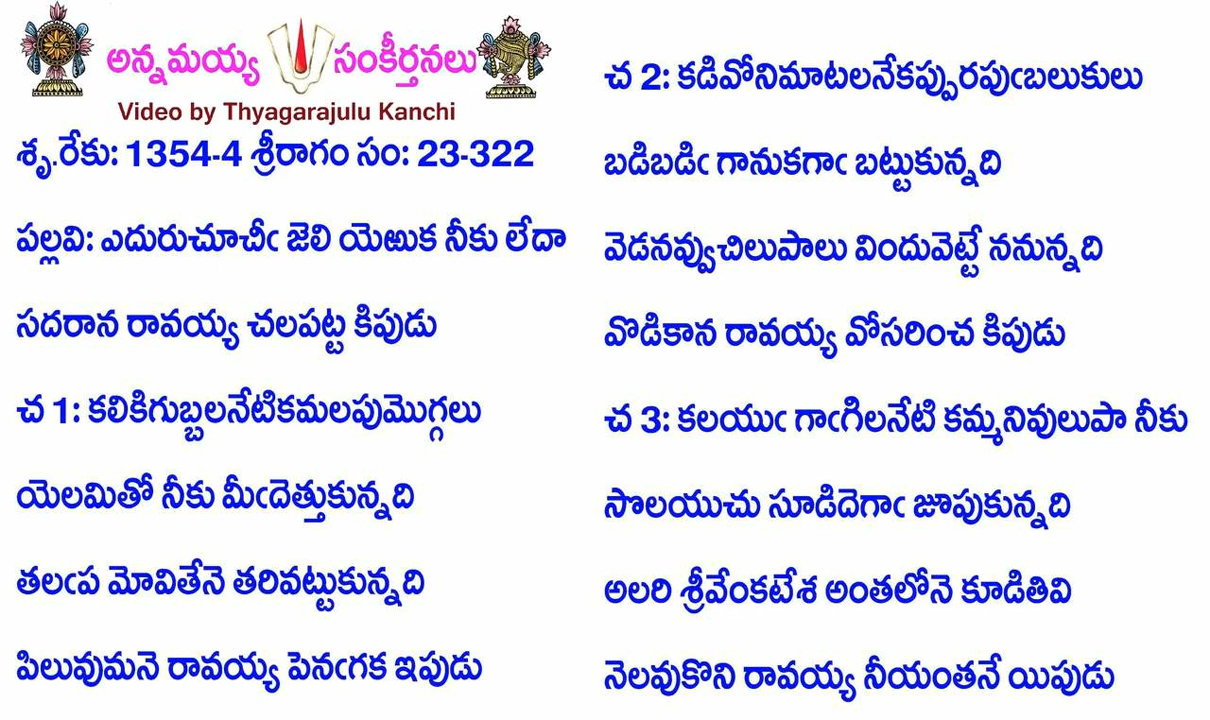 అన్నమయ్య సంకీర్తనలు
Video by Thyagarajulu Kanchi
శృ.రేకు: 1354-4 శ్రీరాగం సం: 23-322
పల్లవి: ఎదురుచూచీఁ జెలి యెఱుక నీకు లేదా
సదరాన రావయ్య చలపట్ట కిపుడు
చ 1: కలికిగుబ్బలనేటికమలపుమొగ్గలు
యెలమితో నీకు మీఁదెత్తుకున్నది
తలఁప మోవితేనె తరివట్టుకున్నది
పిలువుమనె రావయ్య పెనఁగక ఇపుడు
చ 2: కడివోనిమాటలనేకప్పురపుఁబలుకులు
బడిబడిఁ గానుకగాఁ బట్టుకున్నది
వెడనవ్వుచిలుపాలు విందువెట్టే ననున్నది
వొడికాన రావయ్య వోసరించ కిపుడు
చ 3: కలయుఁ గాఁగిలనేటి కమ్మనివులుపా నీకు
సొలయుచు సూడిదెగాఁ జూపుకున్నది
అలరి శ్రీవేంకటేశ అంతలోనె కూడితివి
నెలవుకొని రావయ్య నీయంతనే యిపుడు